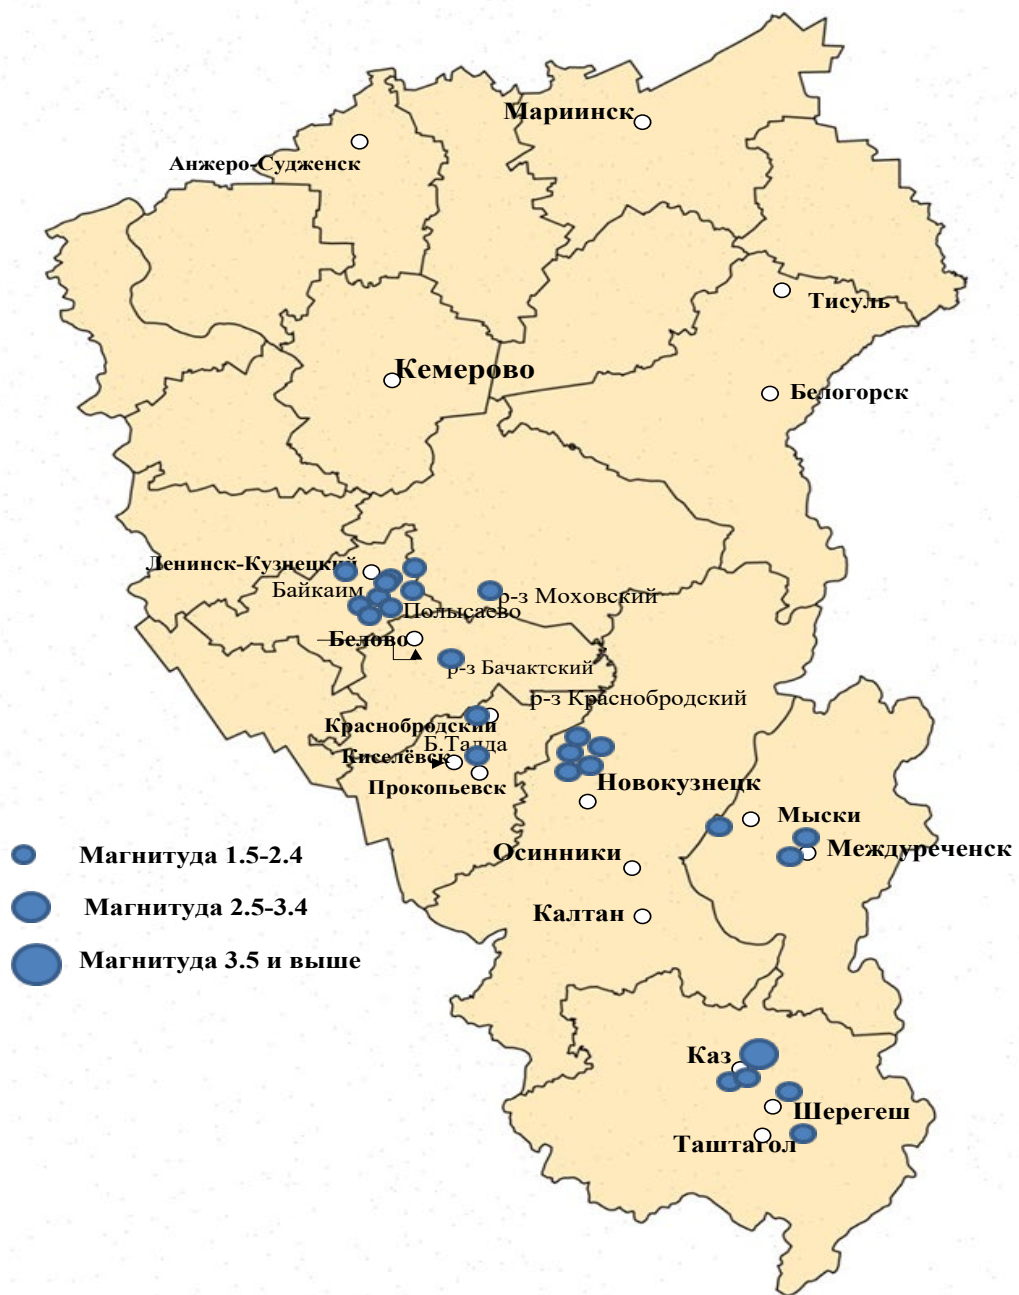 Мариинск
Анжеро-Судженск
Тисуль
Кемерово
Белогорск
Ленинск-Кузнецкий
Байкаим
р-з Моховский
Полысаево
Белово
р-з Бачактский
р-з Краснобродский
Краснобродский
Б.Талда
Киселёвск
Прокопьевск
Новокузнецк
Мыски
Междуреченск
Осинники
Калтан
Магнитуда 1.5-2.4
Магнитуда 2.5-3.4
Магнитуда 3.5 и выше
Каз
Шерегеш
Таштагол